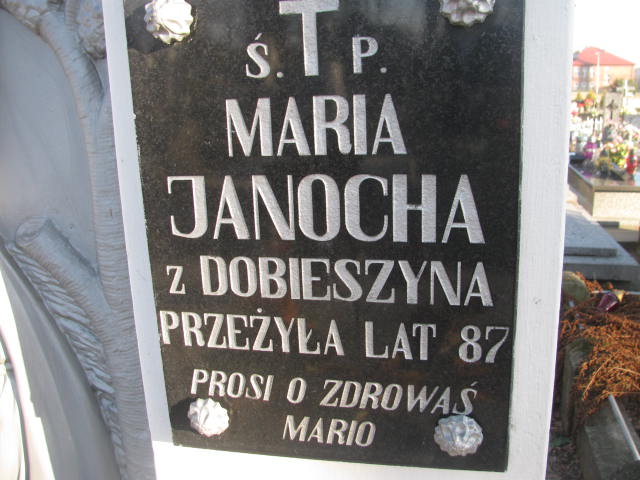 Ś. P.
MARIA
JANOCHA
z DOBIESZYNA
PRZEŻYŁA LAT 87
PROSI O ZDROWAŚ
MARIO